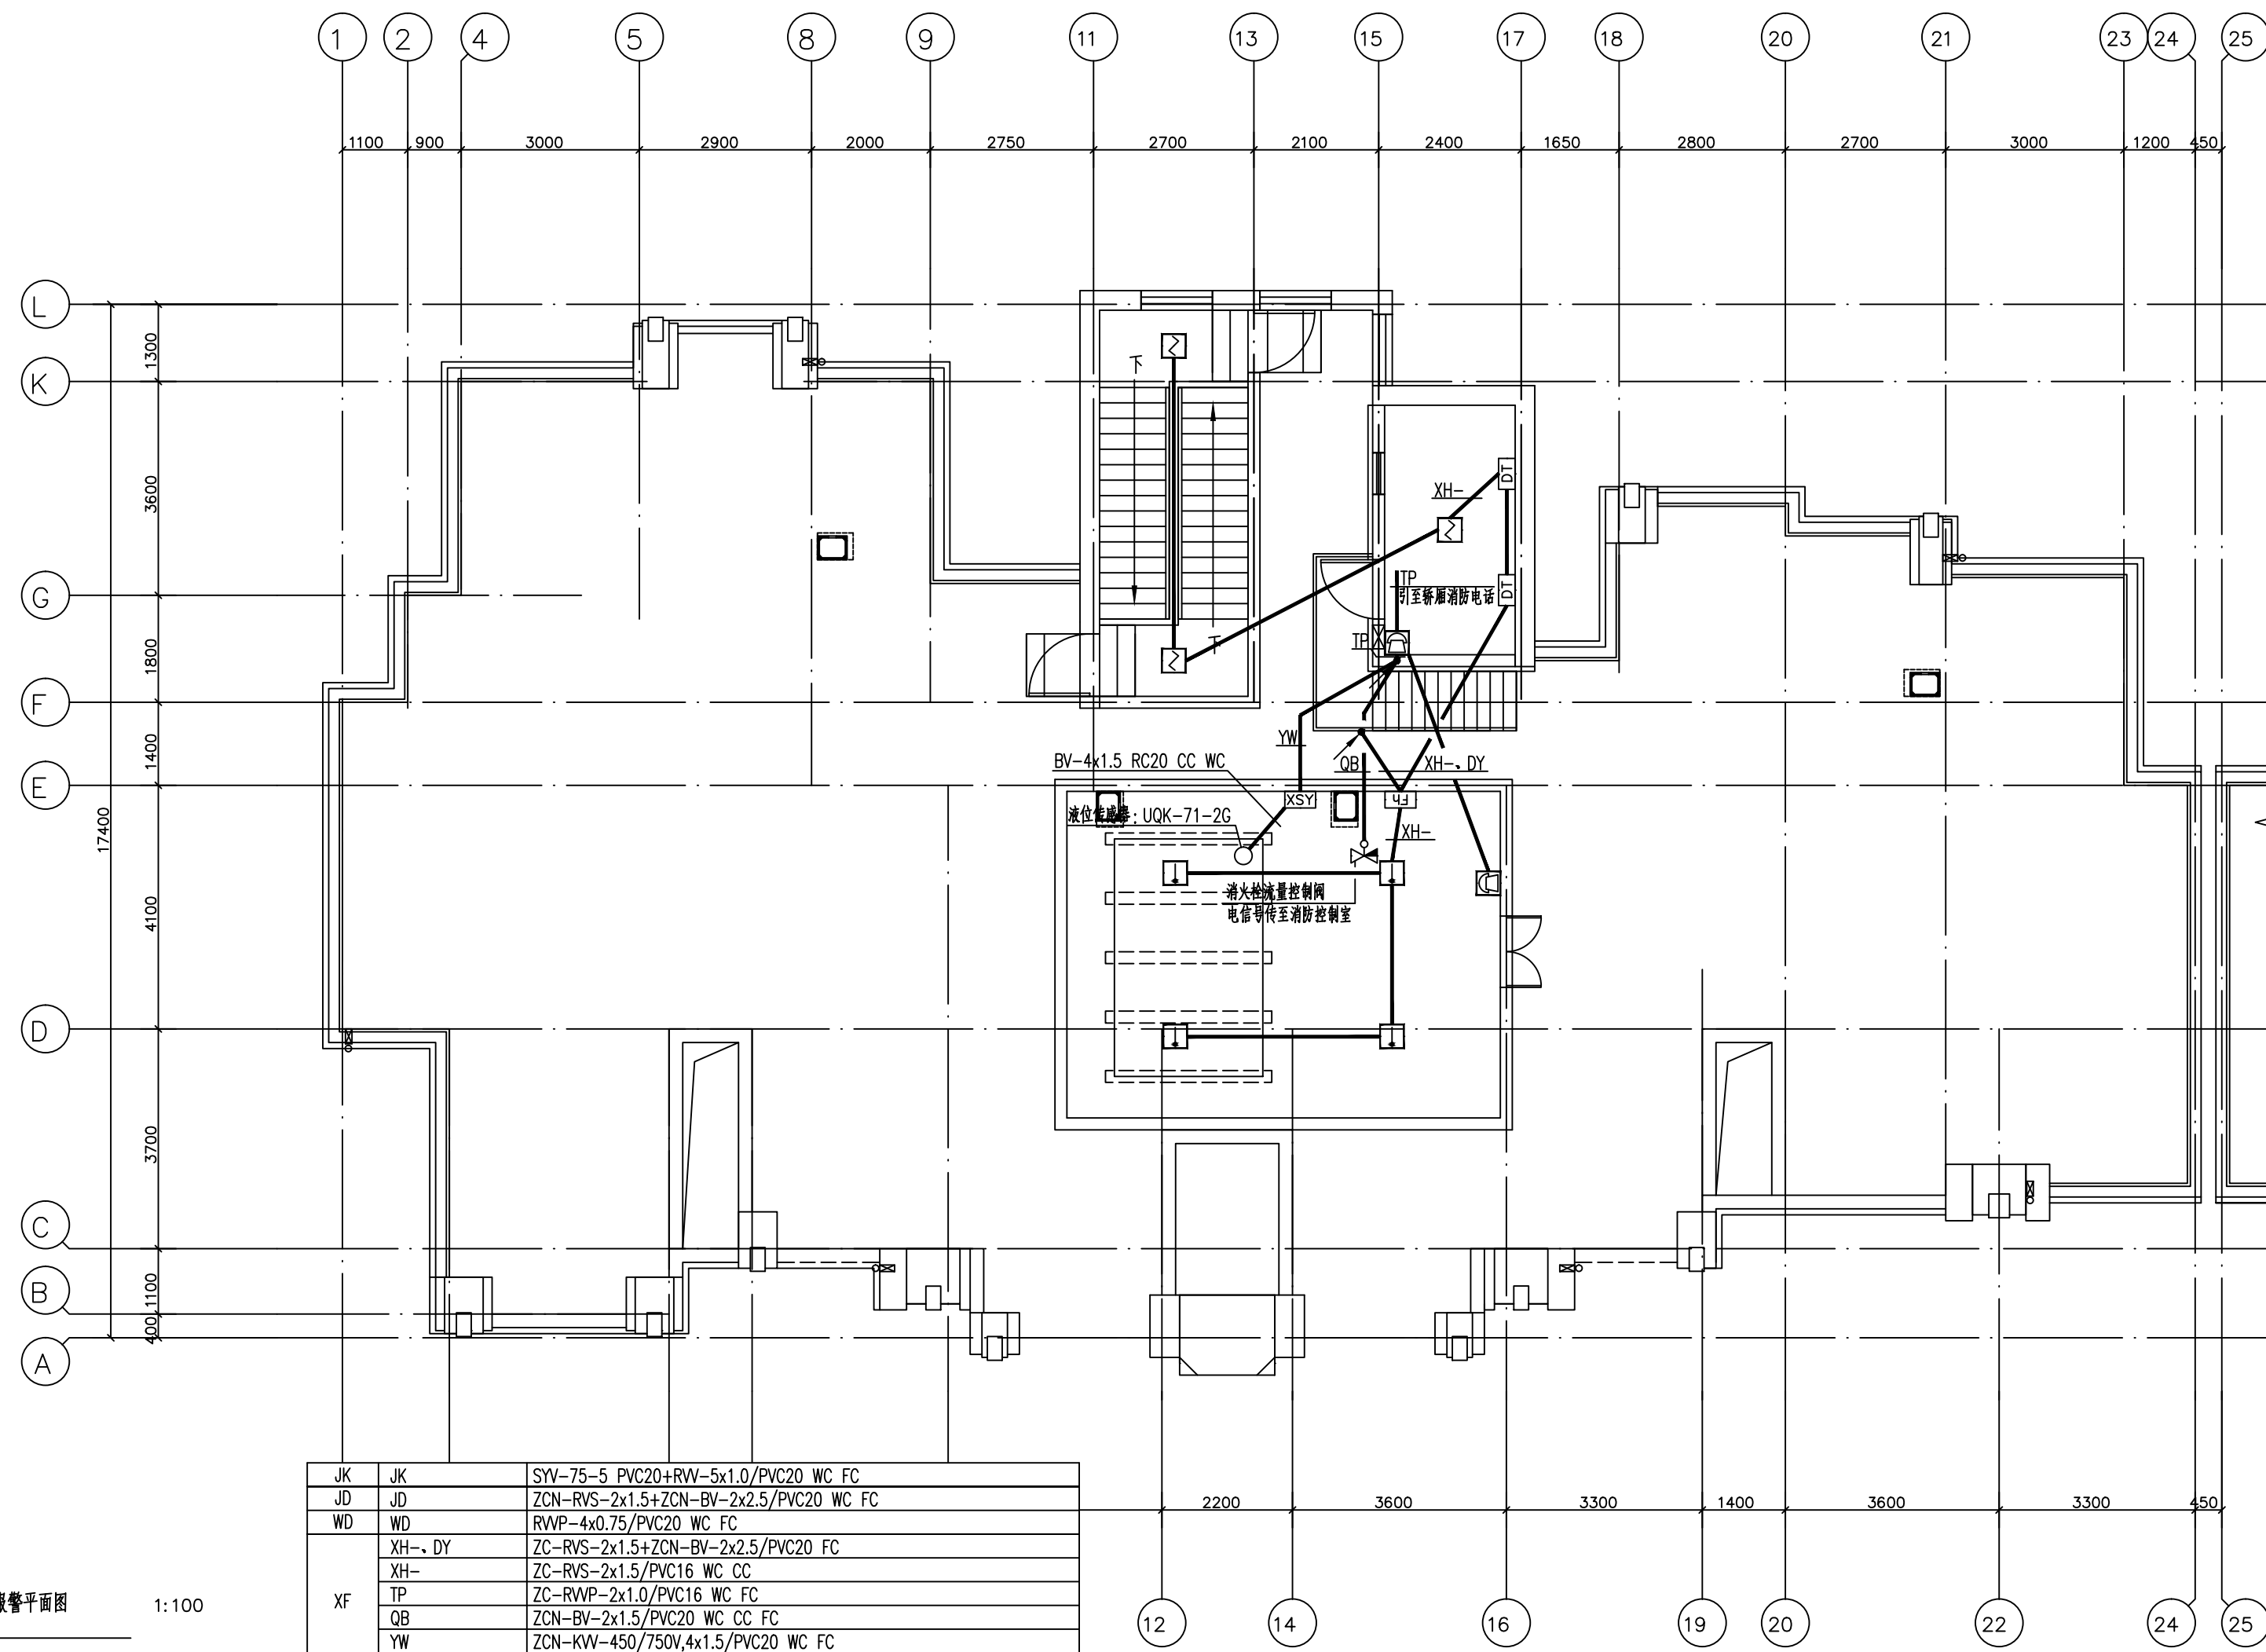 1 2 4 5 8 9 11 13 15 17 18 20 21 23 24 25
1100 900 3000 2900 2000 2750 2700 2100 2400 1650 2800 2700 3000 1200 450
L
1300
K
下
3600
XH-
DT
G
TP
引至轿厢消防电话
DT
1800
TP
下
F
1400
YW
BV-4x1.5 RC20 CC WC
QB
XH-、DY
E
XSY
液位传感器: UQK-71-2G
17400
XH-
消火栓流量控制阀
电信号传至消防控制室
4100
D
3700
C
1100
B
400
A
JK JK SYV-75-5 PVC20+RVV-5x1.0/PVC20 WC FC
JD JD ZCN-RVS-2x1.5+ZCN-BV-2x2.5/PVC20 WC FC
WD WD RVVP-4x0.75/PVC20 WC FC
XF XH-、DY ZC-RVS-2x1.5+ZCN-BV-2x2.5/PVC20 FC
XH- ZC-RVS-2x1.5/PVC16 WC CC
TP ZC-RVVP-2x1.0/PVC16 WC FC
QB ZCN-BV-2x1.5/PVC20 WC CC FC
YW ZCN-KVV-450/750V,4x1.5/PVC20 WC FC
2200 3600 3300 1400 3600 3300 450
警平面图 1:100
12 14 16 19 20 22 24 25